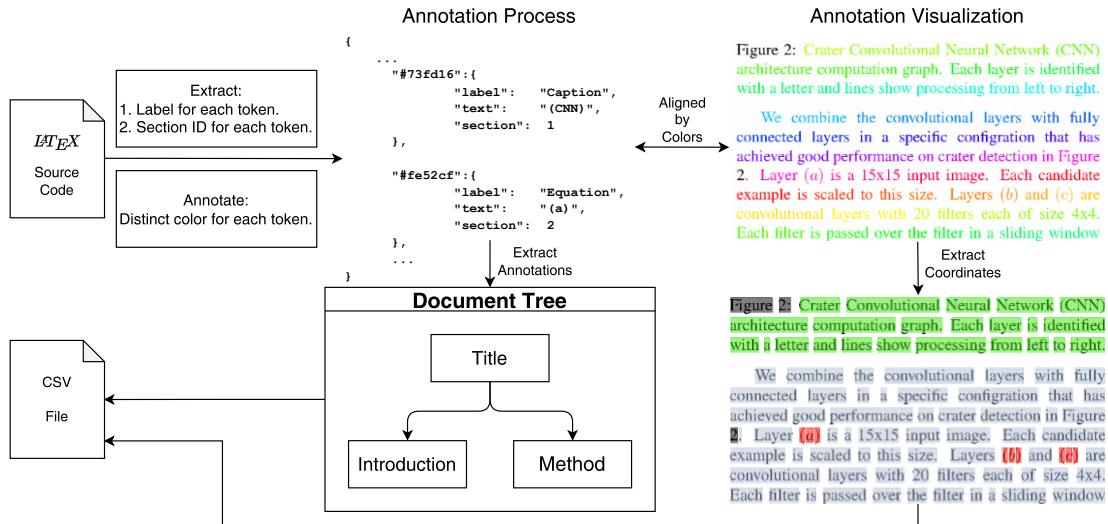 Annotation Process
Annotation Visualization
Extract:
1. Label for each token.
2. Section ID for each token.
LATEX
Source
Code
Annotate:
Distinct color for each token.
{
...
"#73fd16":{
"label": "Caption",
"text": "(CNN)",
"section": 1
},
"#fe52cf":{
"label": "Equation",
"text": "(a)",
"section": 2
},
...
}
Aligned
by
Colors
Figure 2: Crater Convolutional Neural Network (CNN)
architecture computation graph. Each layer is identified
with a letter and lines show processing from left to right.
We combine the convolutional layers with fully
connected layers in a specific configration that has
achieved good performance on crater detection in Figure
2. Layer (a) is a 15x15 input image. Each candidate
example is scaled to this size. Layers (b) and (c) are
convolutional layers with 20 filters each of size 4x4.
Each filter is passed over the filter in a sliding window
Extract
Annotations
Extract
Coordinates
Document Tree
Title
Introduction
Method
CSV
File
Figure 2: Crater Convolutional Neural Network (CNN)
architecture computation graph. Each layer is identified
with a letter and lines show processing from left to right.
We combine the convolutional layers with fully
connected layers in a specific configration that has
achieved good performance on crater detection in Figure
2. Layer (a) is a 15x15 input image. Each candidate
example is scaled to this size. Layers (b) and (c) are
convolutional layers with 20 filters each of size 4x4.
Each filter is passed over the filter in a sliding window